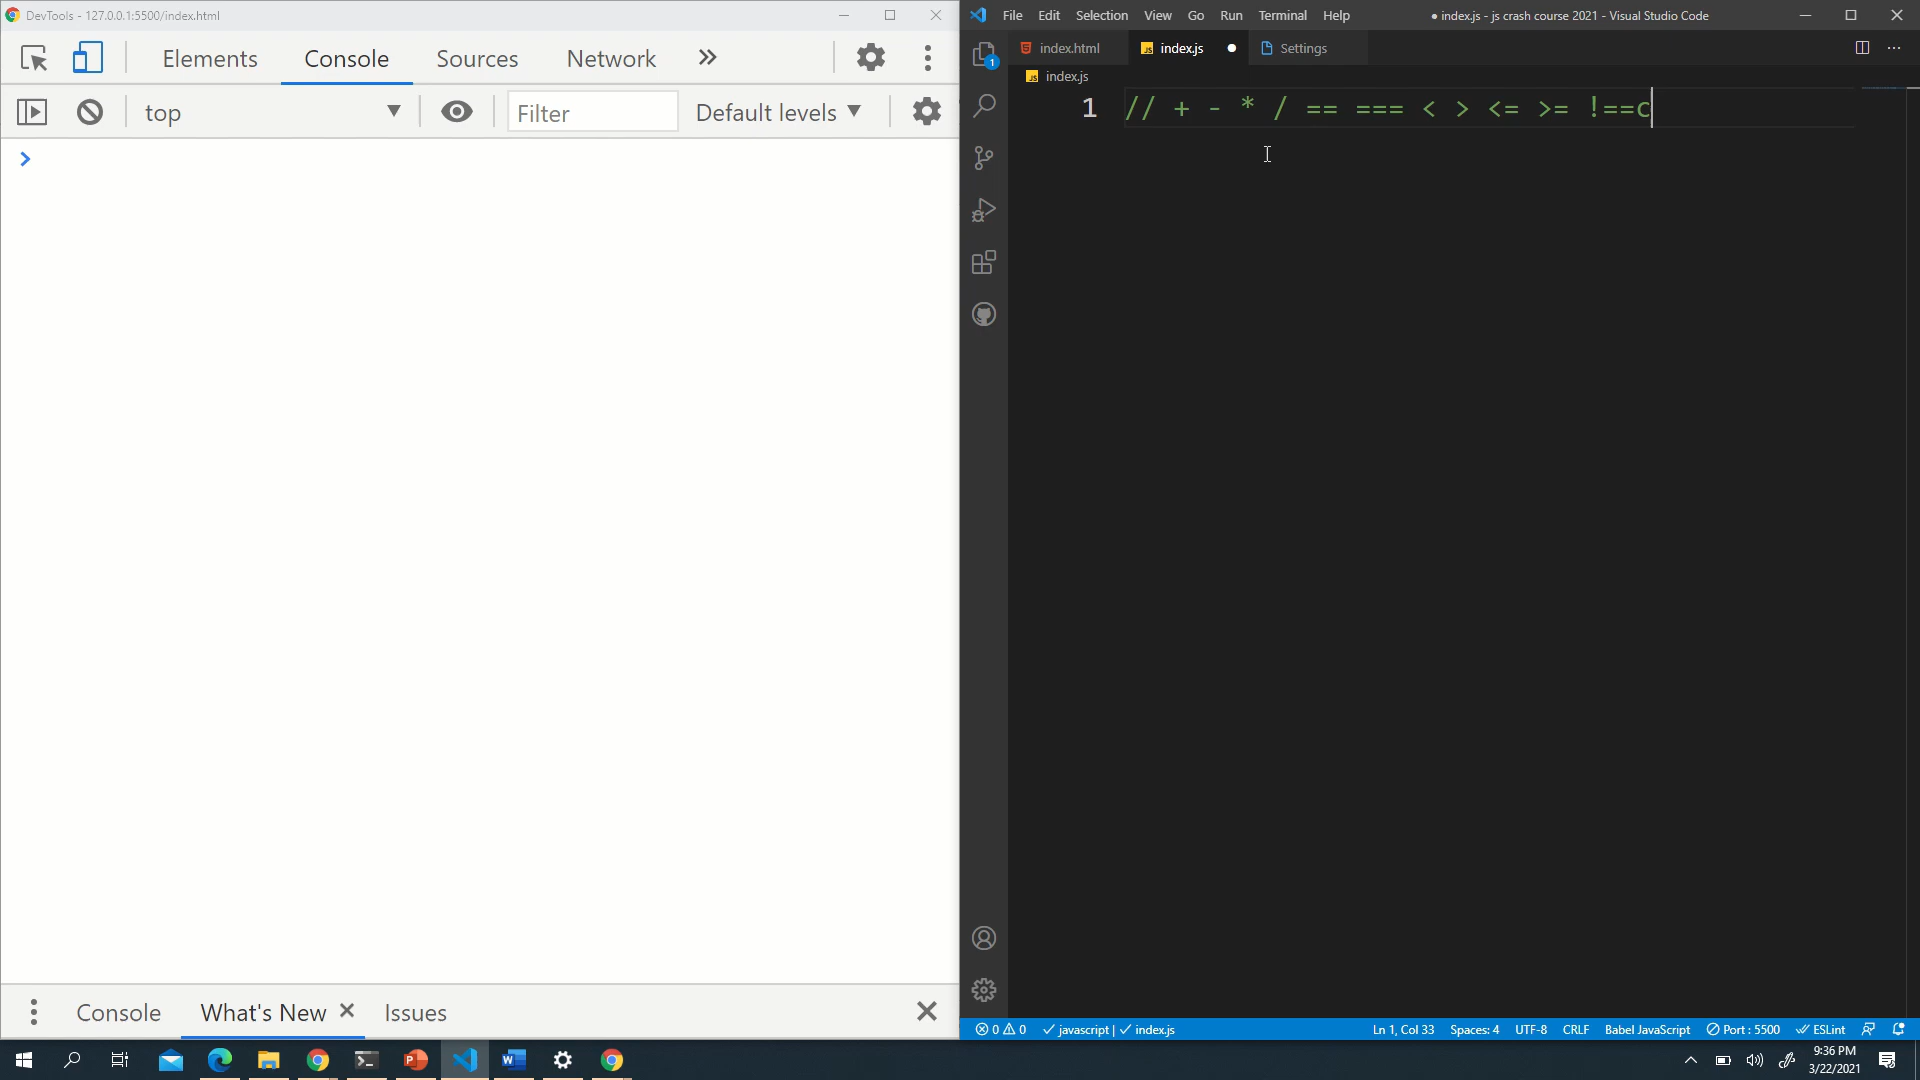 DevTools - 127.0.0.1:5500/index.html
Elements Console Sources Network »
top Filter Default levels
Console What's New Issues
File Edit Selection View Go Run Terminal Help
● index.js - js crash course 2021 - Visual Studio Code
index.html JS index.js Settings
JS index.js
1 // + - * / == === < > <= >= !==c
1
0 0 javascript | index.js Ln 1, Col 33 Spaces: 4 UTF-8 CRLF Babel JavaScript Port : 5500 ESLint
9:36 PM
3/22/2021